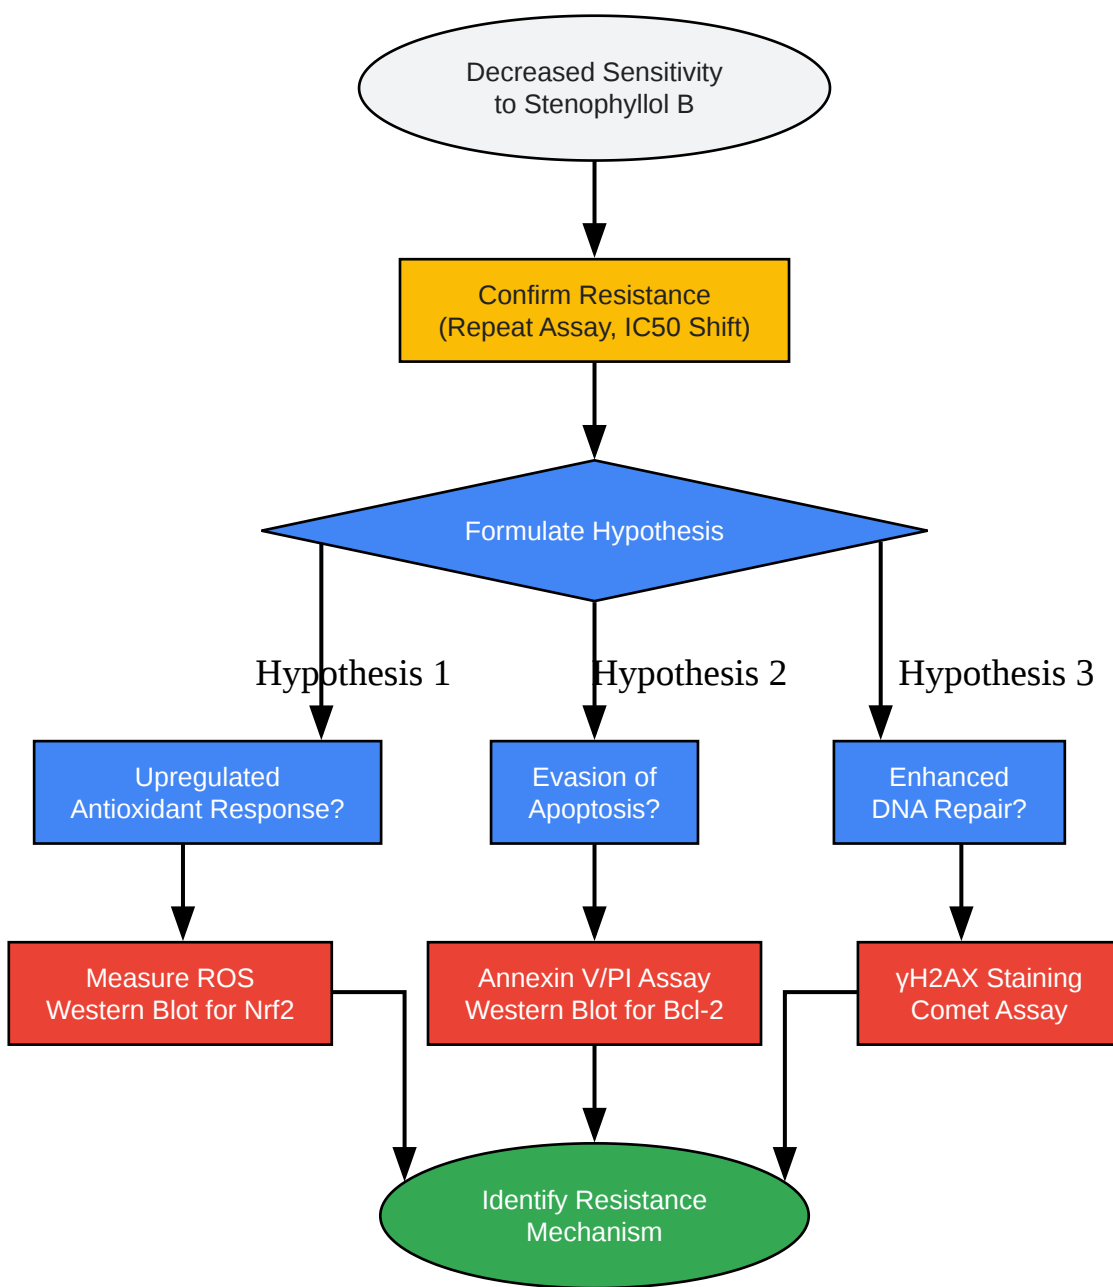 Decreased Sensitivity
to Stenophyllol B
Confirm Resistance
(Repeat Assay, IC50 Shift)
Formulate Hypothesis
Hypothesis 1
Hypothesis 2
Hypothesis 3
Upregulated
Antioxidant Response?
Evasion of
Apoptosis?
Enhanced
DNA Repair?
Measure ROS
Western Blot for Nrf2
Annexin V/PI Assay
Western Blot for Bcl-2
γH2AX Staining
Comet Assay
Identify Resistance
Mechanism